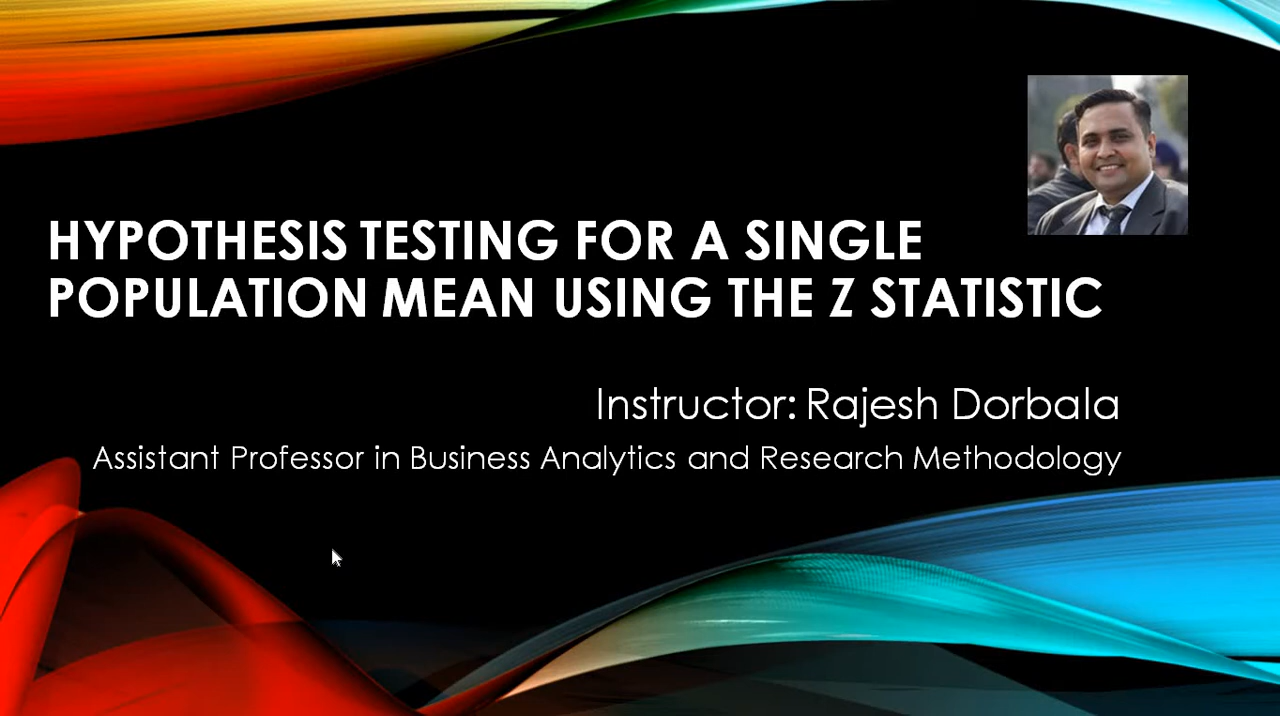 HYPOTHESIS TESTING FOR A SINGLE
POPULATION MEAN USING THE Z STATISTIC
Instructor: Rajesh Dorbala
Assistant Professor in Business Analytics and Research Methodology